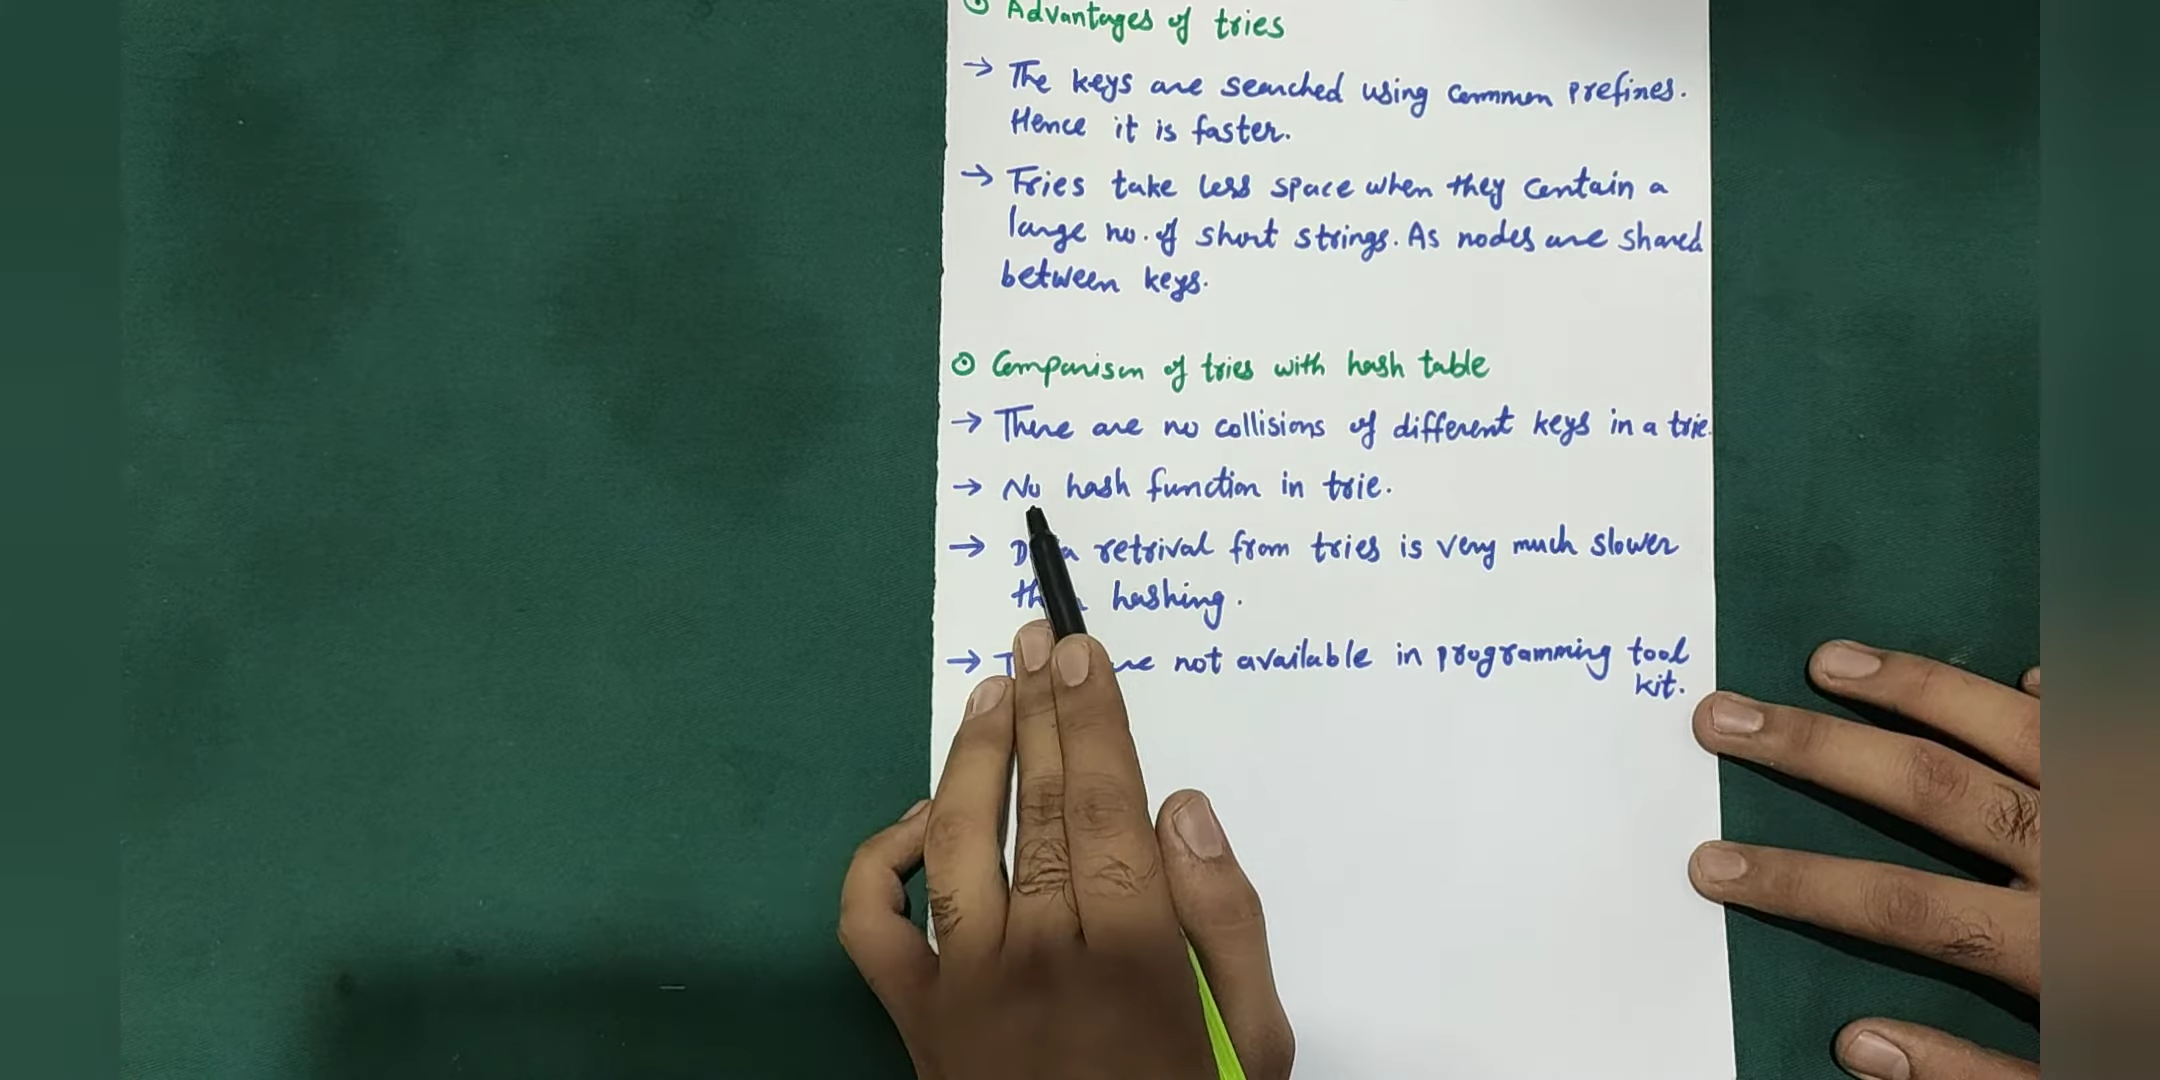 Advantages of tries
→ The keys are searched using common prefines.
Hence it is faster.
→ Tries take less space when they contain a
large no. of short strings. As nodes are shared
between keys.
Comparison of tries with hash table
→ There are no collisions of different keys in a trie.
→ No hash function in trie.
→ retrival from tries is very much slower
hashing.
→ not available in programming tool
kit.